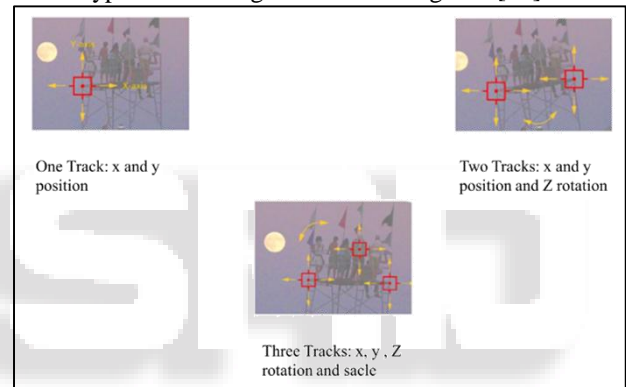 One Track: x and y
position
Two Tracks: x and y
position and Z rotation
Three Tracks: x, y , Z
rotation and sacle